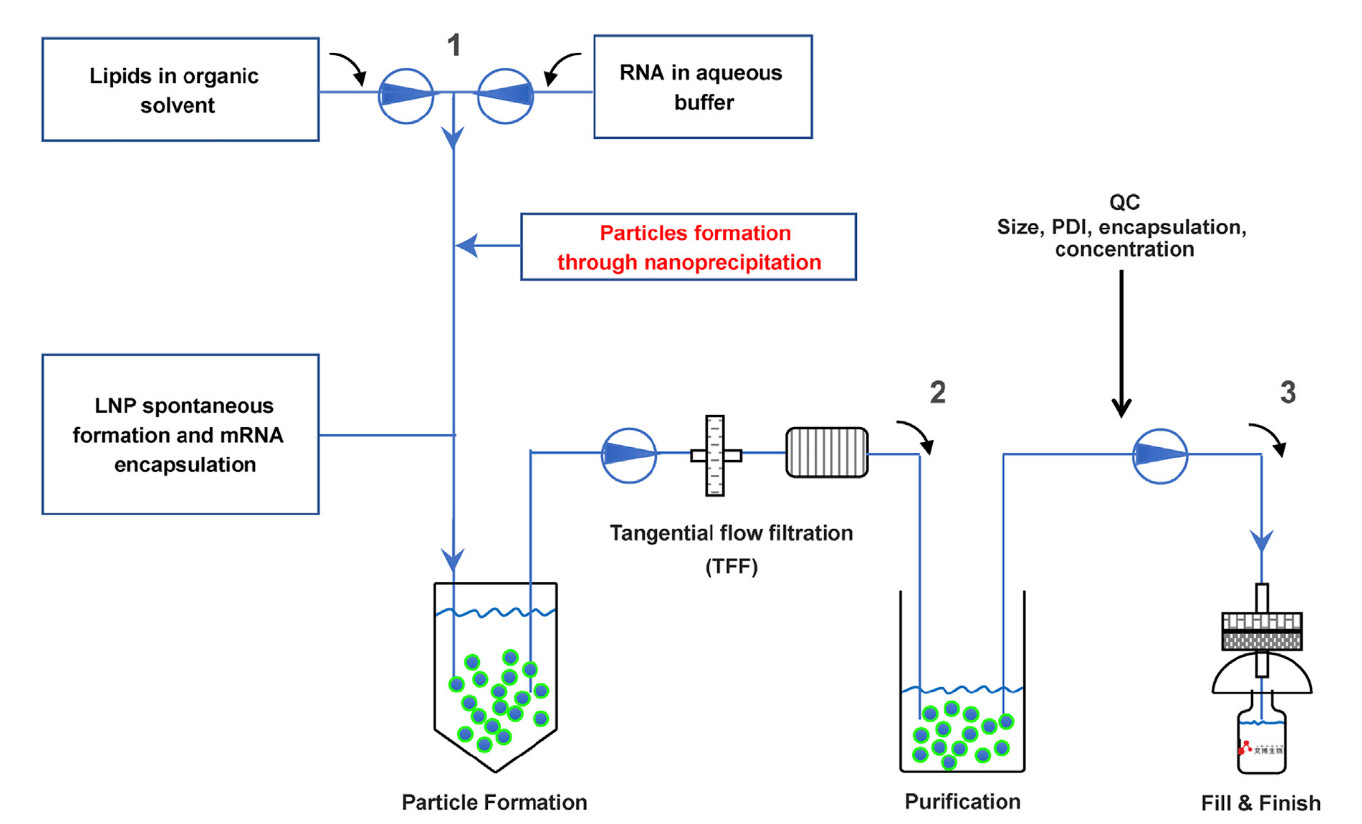 1
Lipids in organic
solvent
RNA in aqueous
buffer
Particles formation
through nanoprecipitation
QC
Size, PDI, encapsulation,
concentration
LNP spontaneous
formation and mRNA
encapsulation
2
3
Tangential flow filtration
(TFF)
Particle Formation
Purification
Fill & Finish